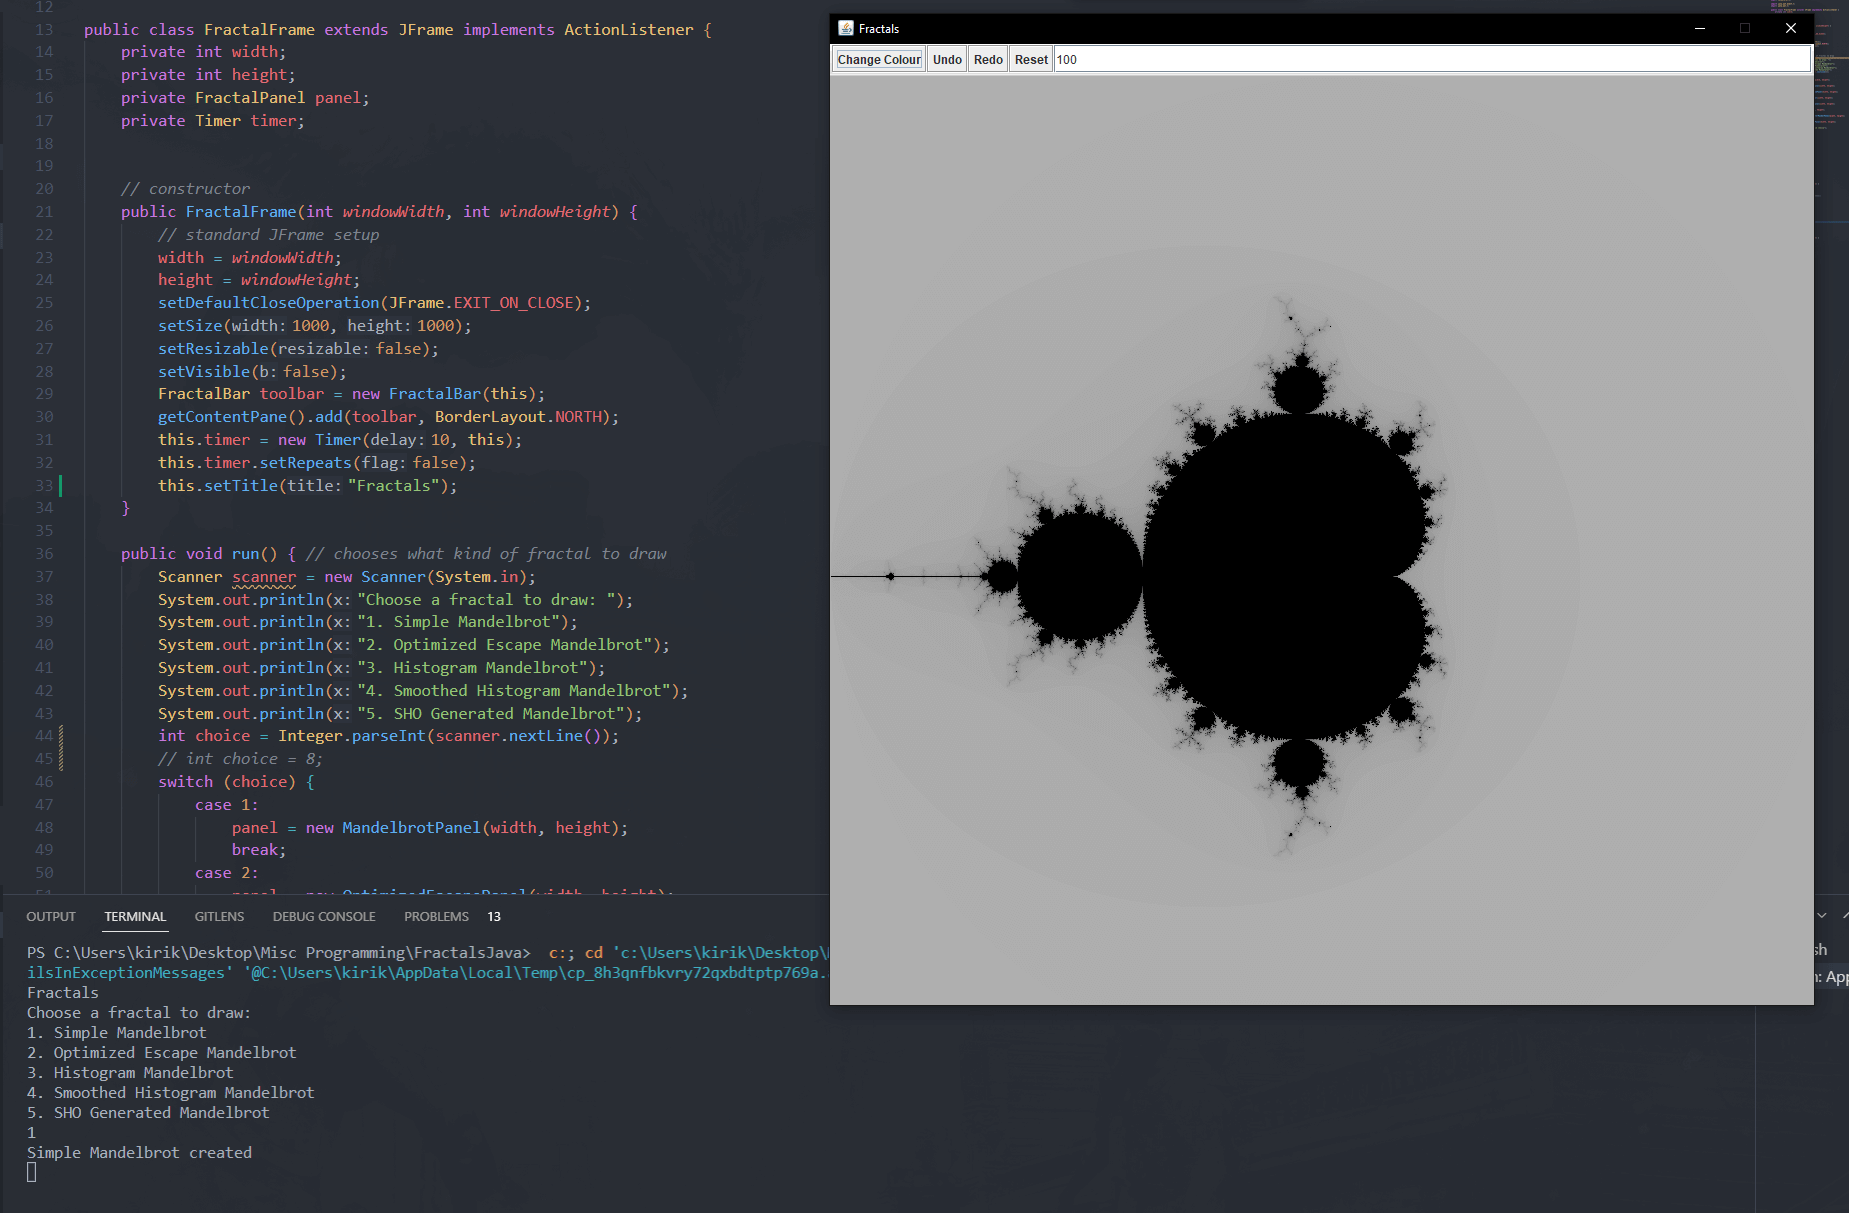 12
13 public class FractalFrame extends JFrame implements ActionListener {
14 private int width;
15 private int height;
16 private FractalPanel panel;
17 private Timer timer;
18
19
20 // constructor
21 public FractalFrame(int windowWidth, int windowHeight) {
22 // standard JFrame setup
23 width = windowWidth;
24 height = windowHeight;
25 setDefaultCloseOperation(JFrame.EXIT_ON_CLOSE);
26 setSize(width: 1000, height: 1000);
27 setResizable(resizable: false);
28 setVisible(b: false);
29 FractalBar toolbar = new FractalBar(this);
30 getContentPane().add(toolbar, BorderLayout.NORTH);
31 this.timer = new Timer(delay: 10, this);
32 this.timer.setRepeats(flag: false);
33 this.setTitle(title: "Fractals");
34 }
35
36 public void run() { // chooses what kind of fractal to draw
37 Scanner scanner = new Scanner(System.in);
38 System.out.println(x: "Choose a fractal to draw: ");
39 System.out.println(x: "1. Simple Mandelbrot");
40 System.out.println(x: "2. Optimized Escape Mandelbrot");
41 System.out.println(x: "3. Histogram Mandelbrot");
42 System.out.println(x: "4. Smoothed Histogram Mandelbrot");
43 System.out.println(x: "5. SHO Generated Mandelbrot");
44 int choice = Integer.parseInt(scanner.nextLine());
45 // int choice = 8;
46 switch (choice) {
47 case 1:
48 panel = new MandelbrotPanel(width, height);
49 break;
50 case 2:
51 panel = new OptimizedEscapePanel(width, height);
Fractals
Change Colour Undo Redo Reset 100
OUTPUT TERMINAL GITLENS DEBUG CONSOLE PROBLEMS 13
PS C:\Users\kirik\Desktop\Misc Programming\FractalsJava> c:; cd 'c:\Users\kirik\Desktop\
ilsInExceptionMessages' '@C:\Users\kirik\AppData\Local\Temp\cp_8h3qnfbkvry72qxbdtptp769a.
Fractals
Choose a fractal to draw:
1. Simple Mandelbrot
2. Optimized Escape Mandelbrot
3. Histogram Mandelbrot
4. Smoothed Histogram Mandelbrot
5. SHO Generated Mandelbrot
1
Simple Mandelbrot created
sh
n: App